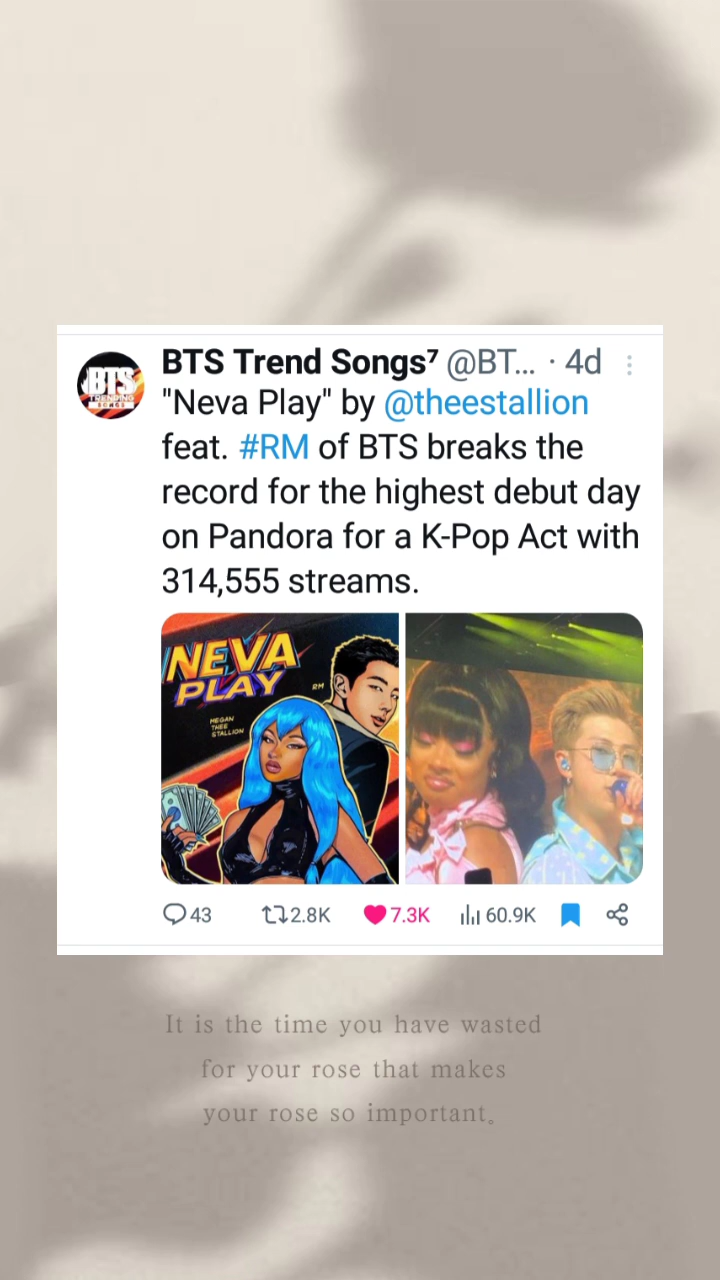 BTS Trend Songs⁷ @BT... · 4d
"Neva Play" by @theestallion
feat. #RM of BTS breaks the
record for the highest debut day
on Pandora for a K-Pop Act with
314,555 streams.
BTS
TRENDING
SONGS
NEVA
PLAY
RM
MEGAN
THEE
STALLION
43 2.8K 7.3K 60.9K
It is the time you have wasted
for your rose that makes
your rose so important。